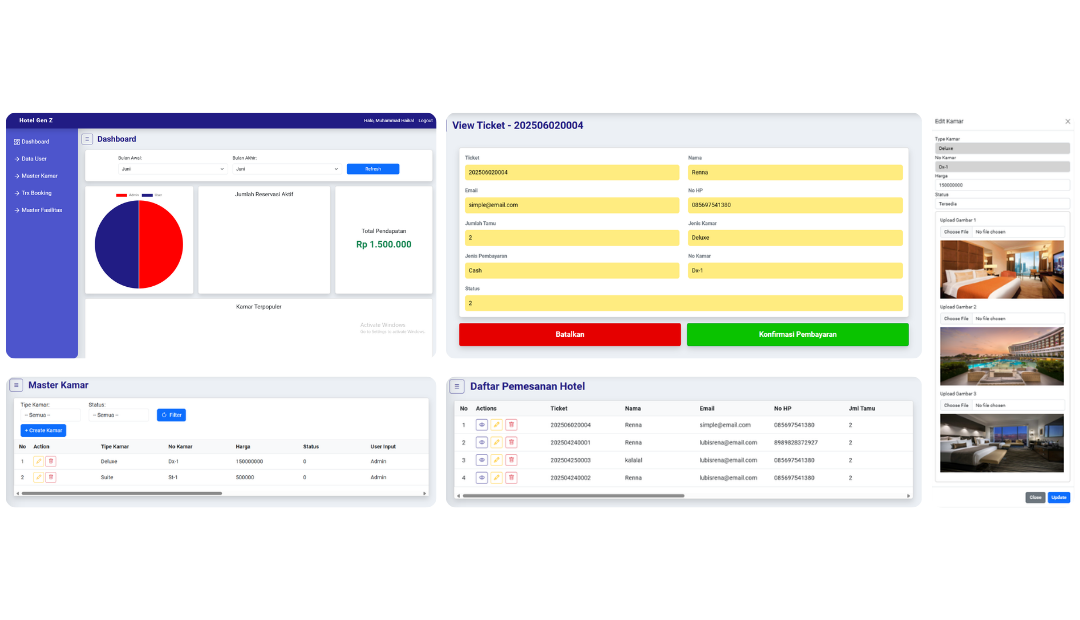 Hotel Gen Z
Halo, Muhammad Haikal Logout
Dashboard
Data User
Master Kamar
Trx Booking
Master Fasilitas
Dashboard
Bulan Awal:
Bulan Akhir:
Juni
Juni
Refresh
Jumlah Reservasi Aktif
Total Pendapatan
Rp 1.500.000
Kamar Terpopuler
Activate Windows
Go to Settings to activate Windows.
View Ticket - 202506020004
Ticket
Nama
202506020004
Renna
Email
No HP
simple@email.com
085697541380
Jumlah Tamu
Jenis Kamar
2
Deluxe
Jenis Pembayaran
No Kamar
Cash
Dx-1
Status
2
Batalkan
Konfirmasi Pembayaran
Master Kamar
Tipe Kamar:
Status:
-- Semua --
-- Semua --
Filter
+ Create Kamar
No Action Tipe Kamar No Kamar Harga Status User Input
1 Deluxe Dx-1 150000000 0 Admin
2 Suite St-1 500000 0 Admin
Daftar Pemesanan Hotel
No Actions Ticket Nama Email No HP Jml Tamu
1 202506020004 Renna simple@email.com 085697541380 2
2 202504240001 Renna lubisrena@email.com 8989828372927 2
3 202504250003 kalalal lubisrena@email.com 085697541380 2
4 202504240002 Renna lubisrena@email.com 085697541380 2
Edit Kamar
Type Kamar
Deluxe
No Kamar
Dx-1
Harga
150000000
Status
Tersedia
Upload Gambar 1
Choose File No file chosen
Upload Gambar 2
Choose File No file chosen
Upload Gambar 3
Choose File No file chosen
Close
Update